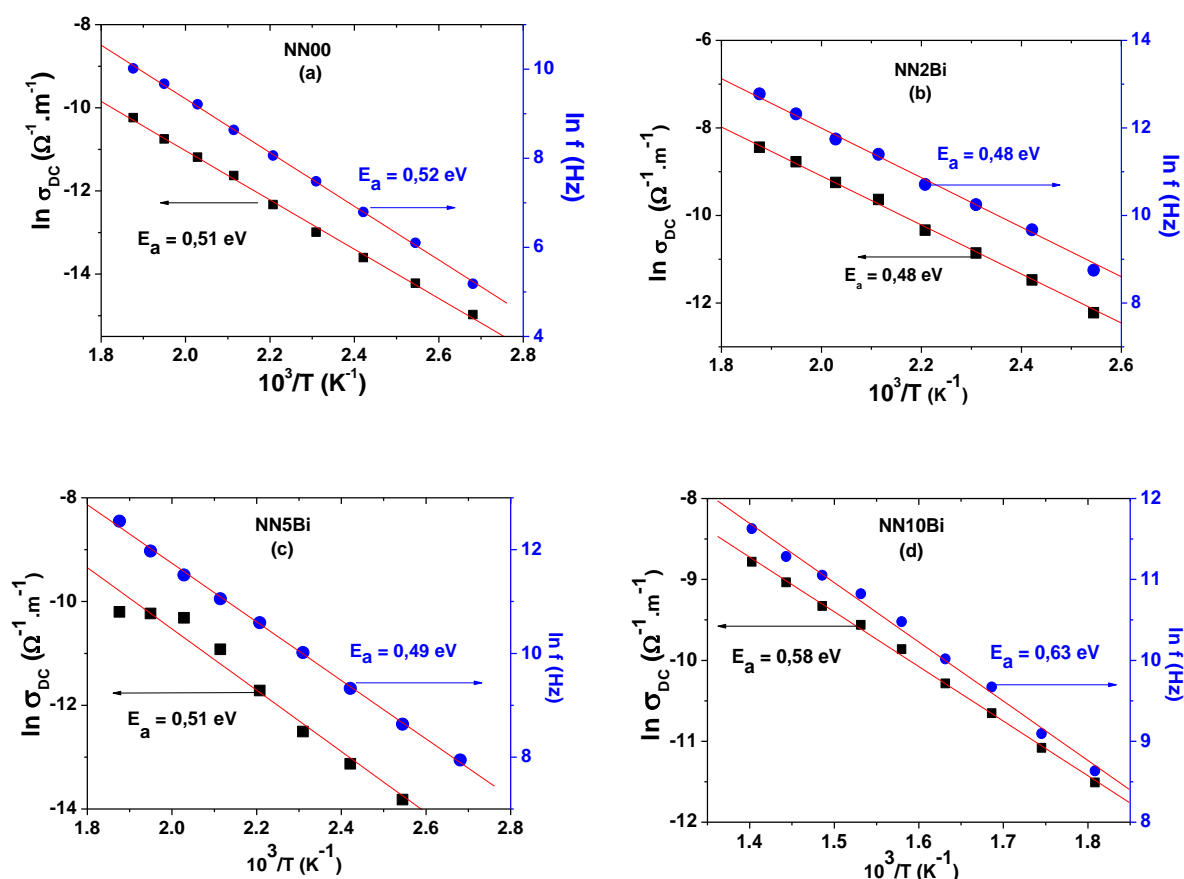 NN00
(a)
ln σDC (Ω⁻¹.m⁻¹)
-8
-10
-12
-14
10
8
6
4
ln f (Hz)
Ea = 0,52 eV
Ea = 0,51 eV
1.8 2.0 2.2 2.4 2.6 2.8
10³/T (K⁻¹)
NN2Bi
(b)
ln σDC (Ω⁻¹.m⁻¹)
-6
-8
-10
-12
14
12
10
8
ln f (Hz)
Ea = 0,48 eV
Ea = 0,48 eV
1.8 2.0 2.2 2.4 2.6
10³/T (K⁻¹)
NN5Bi
(c)
ln σDC (Ω⁻¹.m⁻¹)
-8
-10
-12
-14
12
10
8
ln f (Hz)
Ea = 0,49 eV
Ea = 0,51 eV
1.8 2.0 2.2 2.4 2.6 2.8
10³/T (K⁻¹)
NN10Bi
(d)
ln σDC (Ω⁻¹.m⁻¹)
-8
-9
-10
-11
-12
12
11
10
9
8
ln f (Hz)
Ea = 0,63 eV
Ea = 0,58 eV
1.4 1.5 1.6 1.7 1.8
10³/T (K⁻¹)